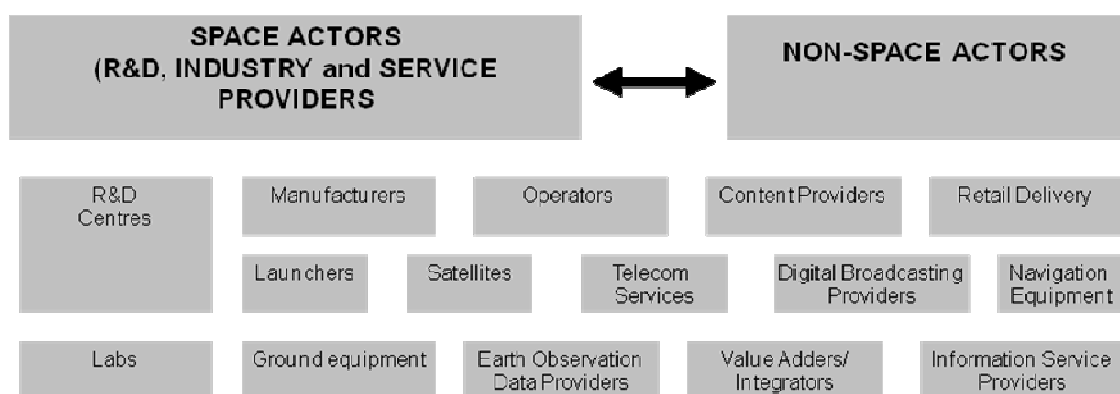 SPACE ACTORS
(R&D, INDUSTRY and SERVICE
PROVIDERS
NON-SPACE ACTORS
R&D
Centres
Manufacturers
Operators
Content Providers
Retail Delivery
Launchers
Satellites
Telecom
Services
Digital Broadcasting
Providers
Navigation
Equipment
Labs
Ground equipment
Earth Observation
Data Providers
Value Adders/
Integrators
Information Service
Providers